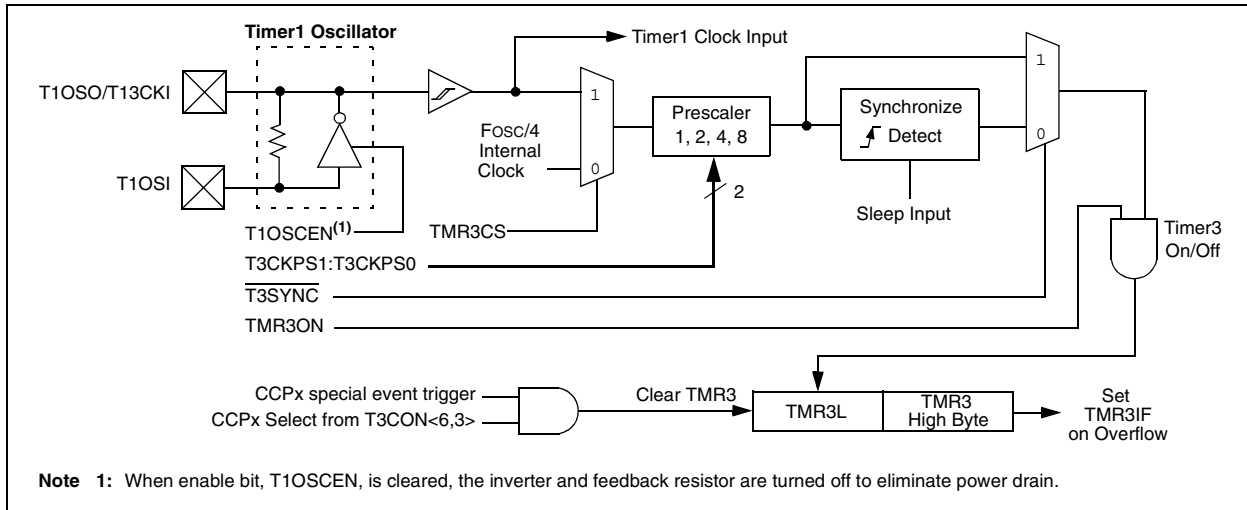 Timer1 Oscillator
Timer1 Clock Input
T1OSO/T13CKI
1
Prescaler
1, 2, 4, 8
1
Synchronize
Detect
FOSC/4
Internal
Clock
0
0
T1OSI
2
Sleep Input
T1OSCEN(1)
TMR3CS
Timer3
On/Off
T3CKPS1:T3CKPS0
T3SYNC
TMR3ON
CCPx special event trigger
CCPx Select from T3CON<6,3>
Clear TMR3
TMR3L
TMR3
High Byte
Set
TMR3IF
on Overflow
Note 1: When enable bit, T1OSCEN, is cleared, the inverter and feedback resistor are turned off to eliminate power drain.